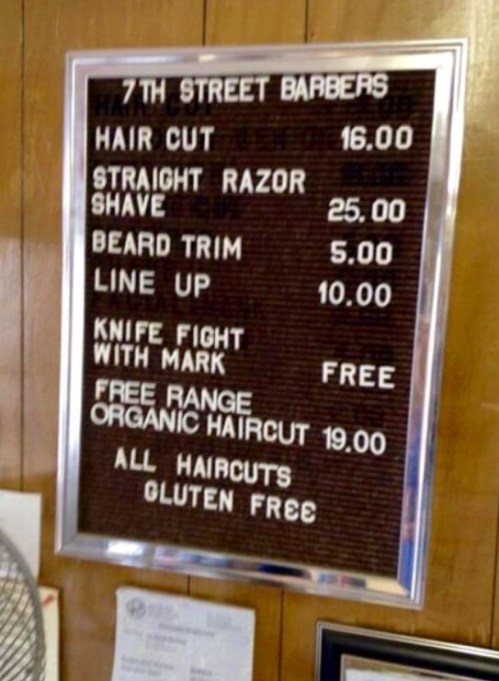 7TH STREET BARBERS
HAIR CUT 16.00
STRAIGHT RAZOR
SHAVE 25.00
BEARD TRIM 5.00
LINE UP 10.00
KNIFE FIGHT
WITH MARK FREE
FREE RANGE
ORGANIC HAIRCUT 19.00
ALL HAIRCUTS
GLUTEN FREE